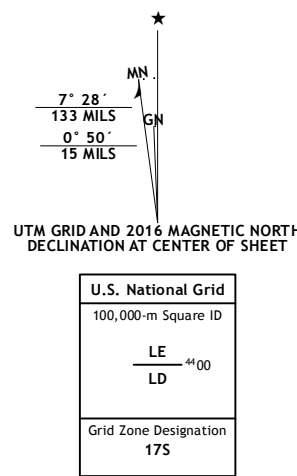 ★
MN
7° 28´
133 MILS
GN
0° 50´
15 MILS
UTM GRID AND 2016 MAGNETIC NORTH
DECLINATION AT CENTER OF SHEET
U.S. National Grid
100,000-m Square ID
LE
4400
LD
Grid Zone Designation
17S